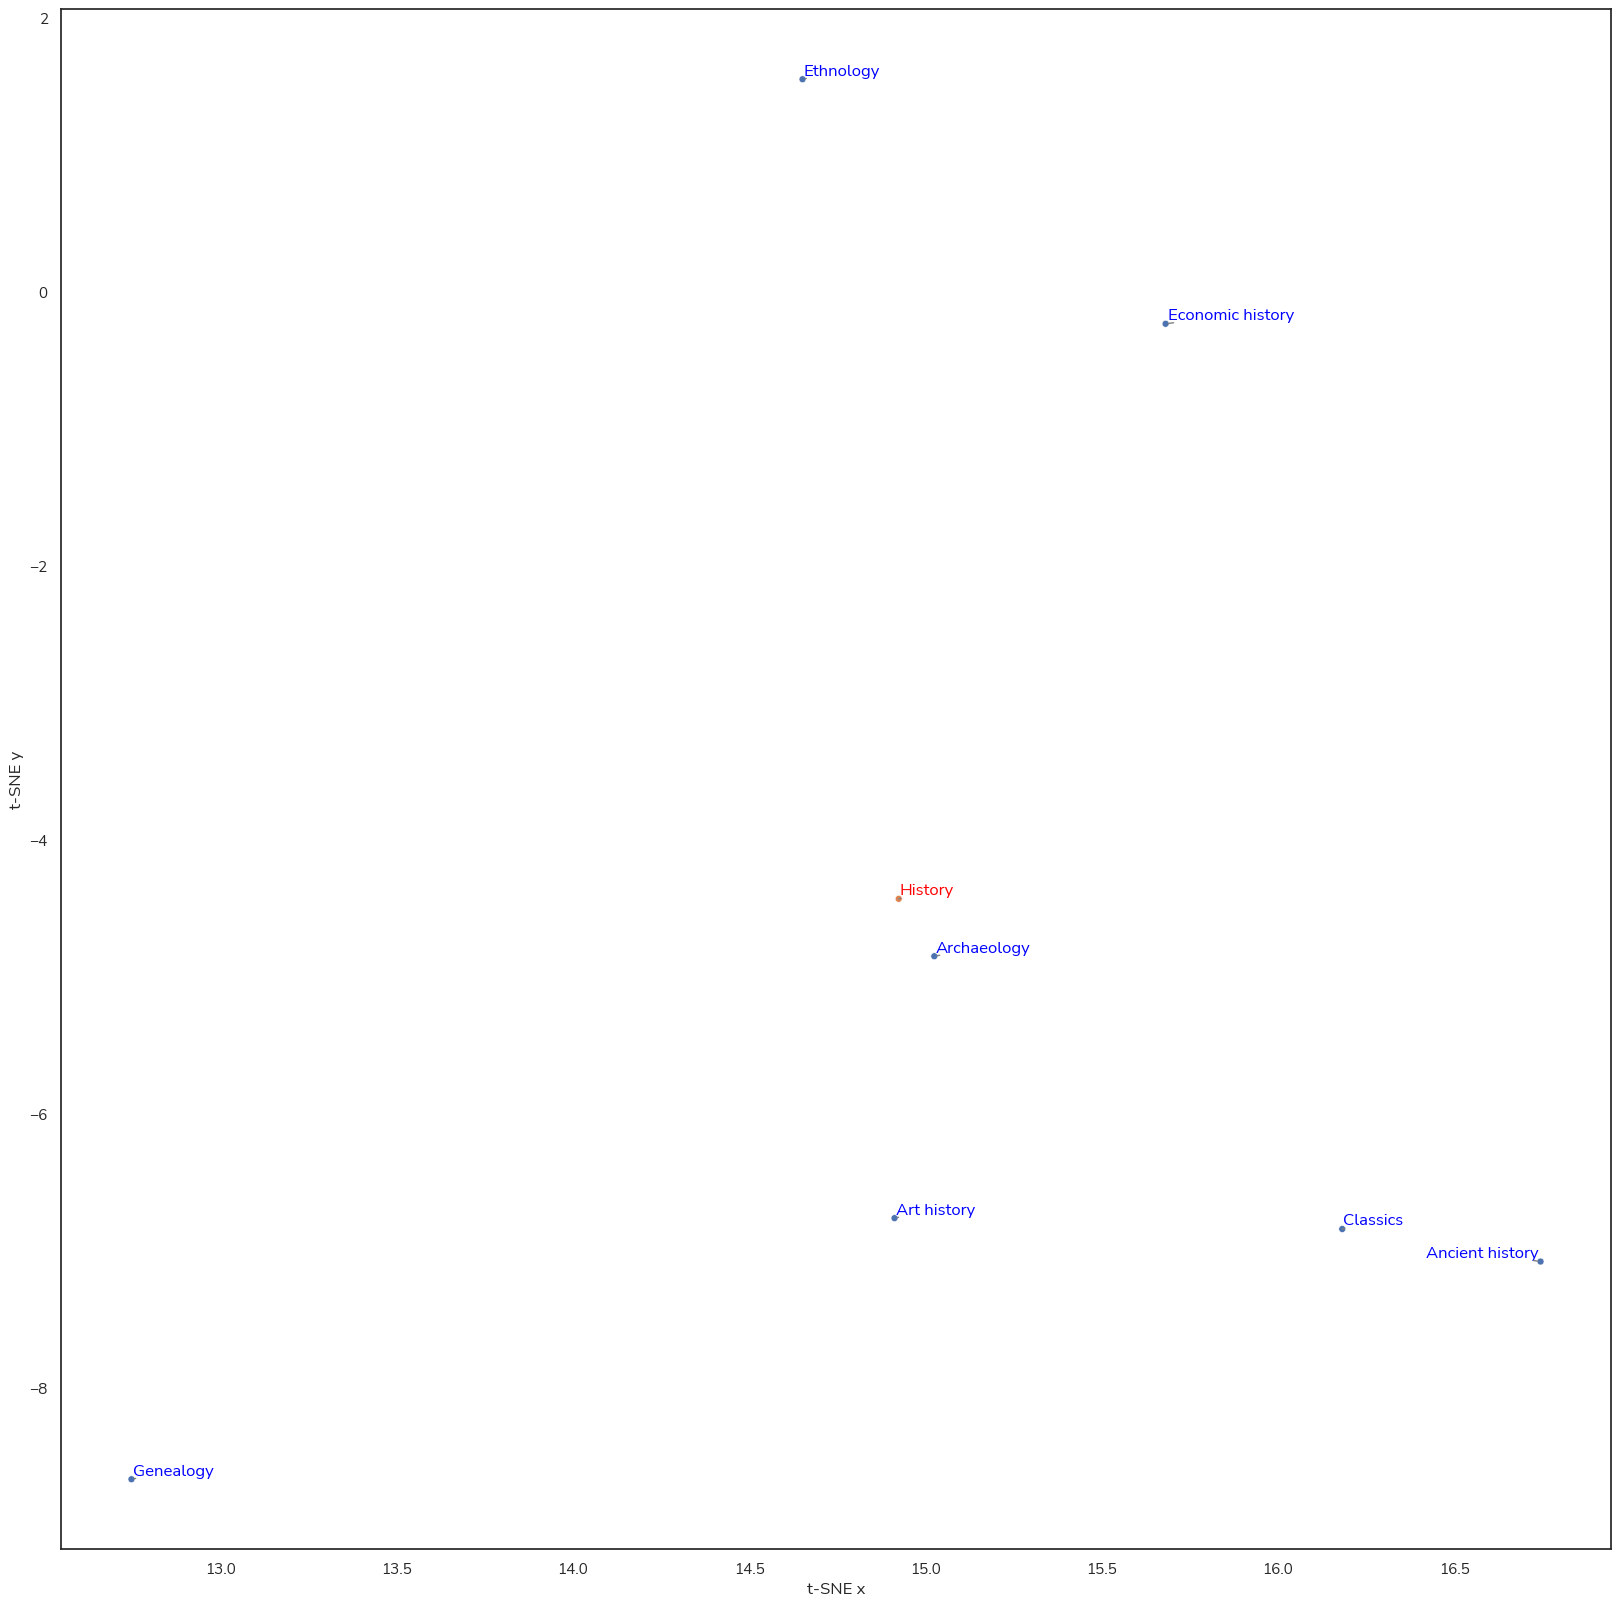 2
Ethnology
0
Economic history
−2
t-SNE y
−4
History
Archaeology
−6
Art history
Classics
Ancient history
−8
Genealogy
13.0 13.5 14.0 14.5 15.0 15.5 16.0 16.5
t-SNE x